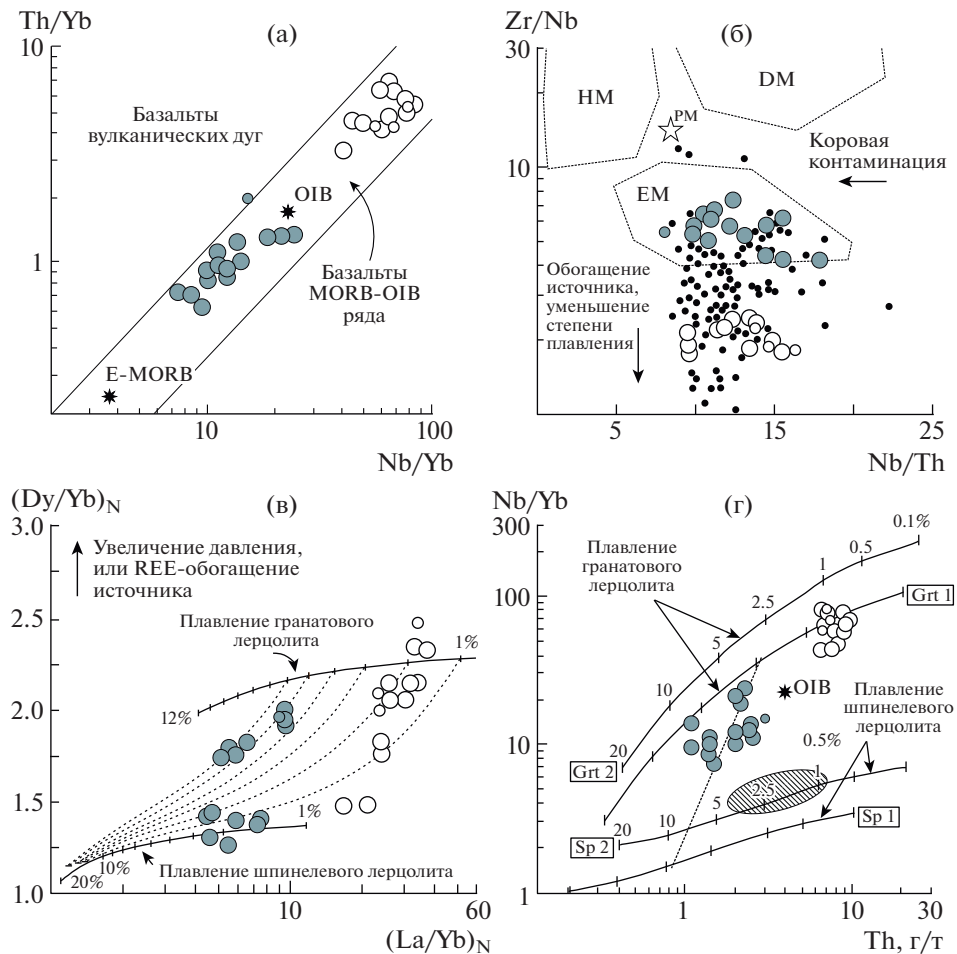 Th/Yb
(а)
10
Базальты
вулканических дуг
OIB
1
Базальты
MORB-OIB
ряда
E-MORB
10
100
Nb/Yb
Zr/Nb
(б)
30
DM
HM
PM
Коровая
контаминация
10
EM
Обогащение
источника,
уменьшение
степени
плавления
1
5
15
25
Nb/Th
(Dy/Yb)N
(в)
3.0
Увеличение давления,
или REE-обогащение
источника
2.5
Плавление гранатового
лерцолита
1%
2.0
12%
1.5
1%
10%
20%
Плавление шпинелевого лерцолита
1.0
10
60
(La/Yb)N
Nb/Yb
(г)
300
0.1%
Плавление
гранатового
лерцолита
0.5
1
100
2.5
Grt 1
5
OIB
Плавление
шпинелевого
лерцолита
10
0.5%
10
20
Grt 2
1
2.5
5
10
20
Sp 2
Sp 1
1
1
10
30
Th, г/т